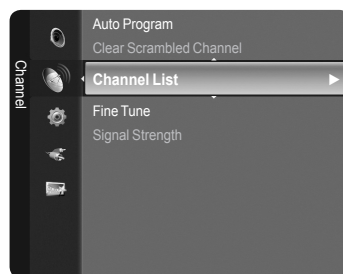 Channel
Auto Program
Clear Scrambled Channel
Channel List
Fine Tune
Signal Strength